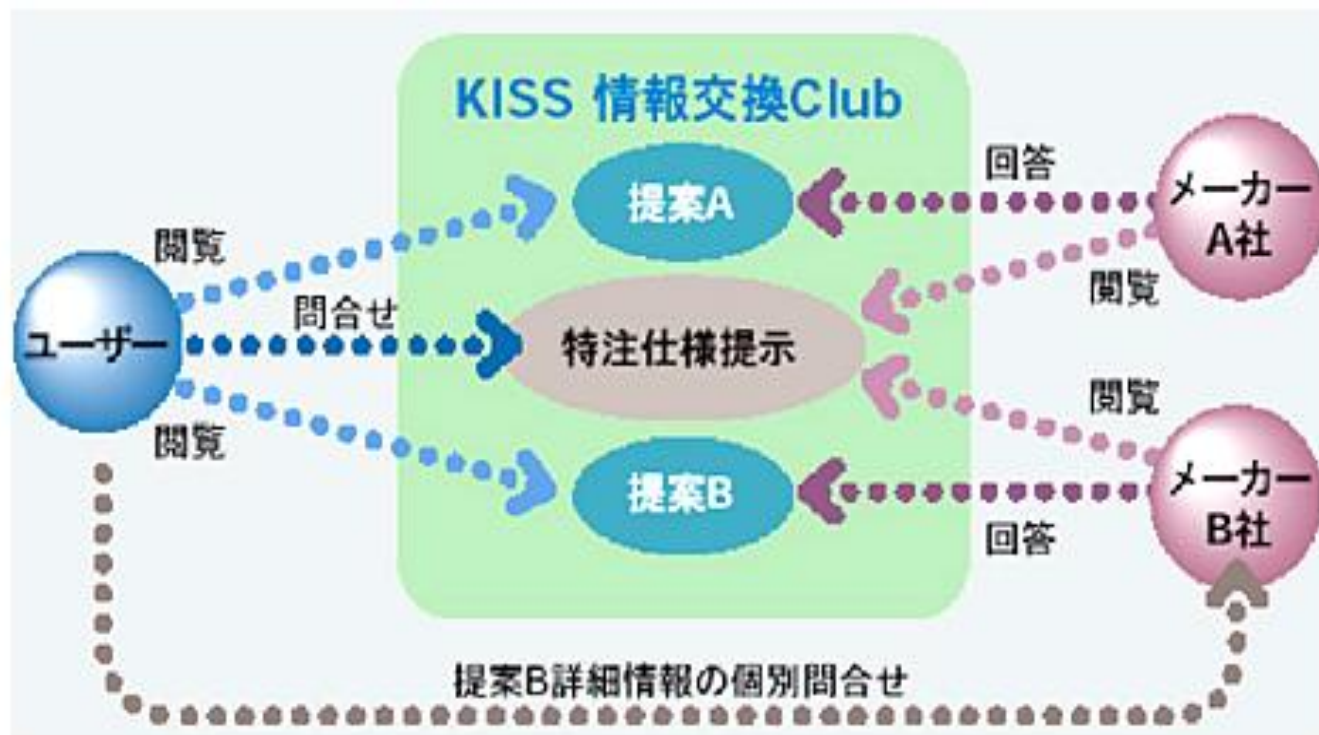 KISS 情報交換Club
回答
提案A
メーカー
A社
閲覧
閲覧
問合せ
ユーザー
特注仕様提示
閲覧
閲覧
提案B
メーカー
B社
回答
提案B詳細情報の個別問合せ